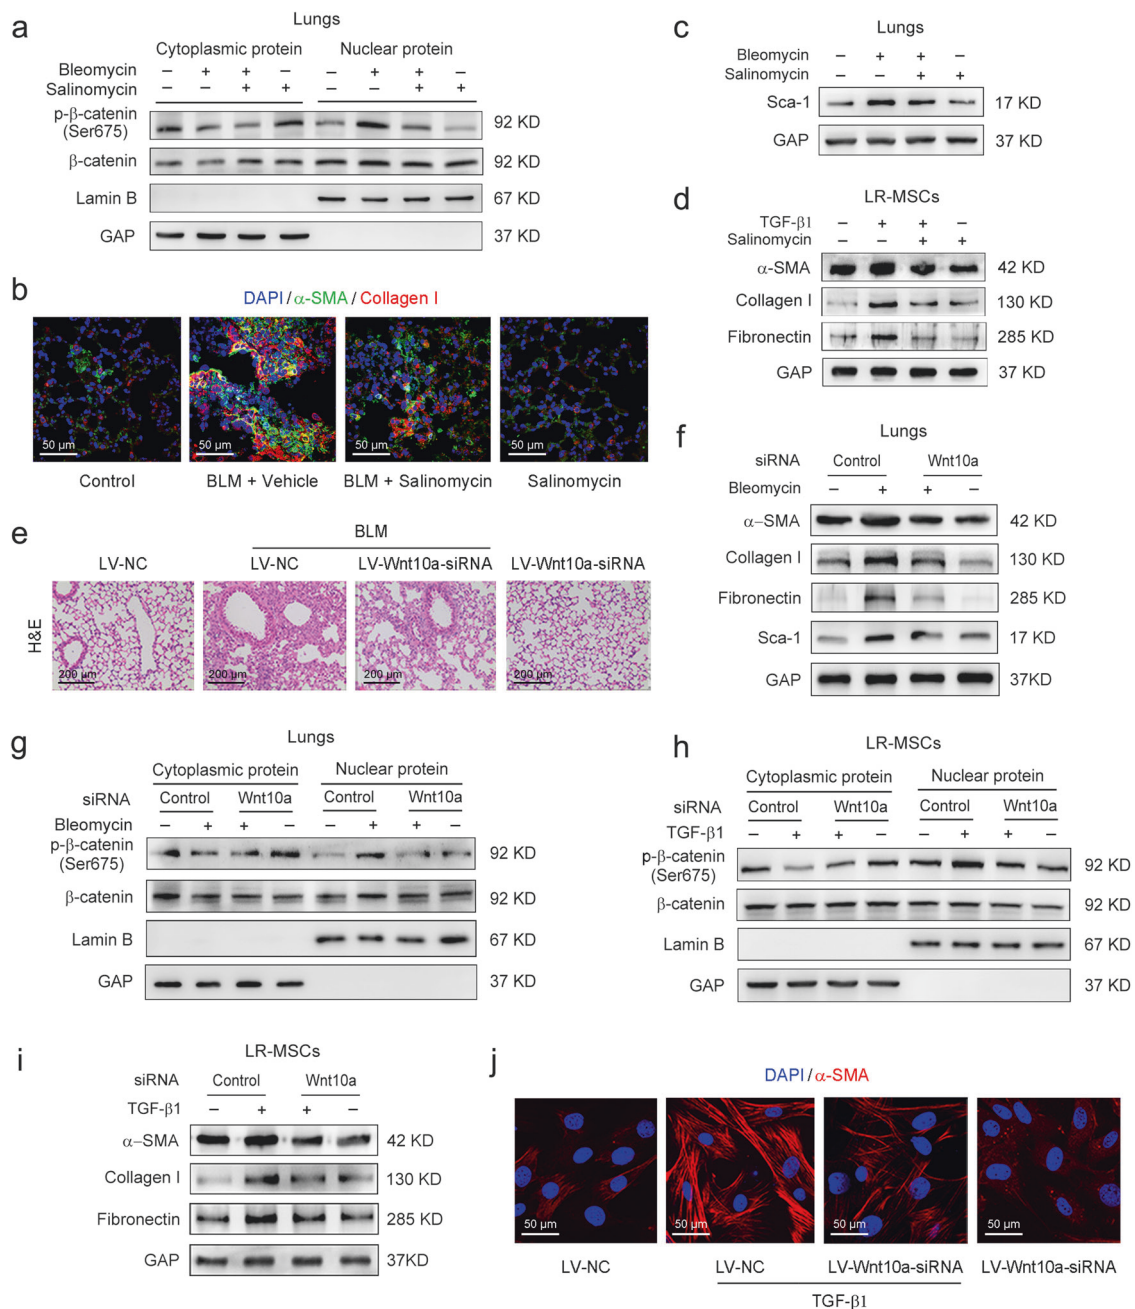 a
Lungs
Cytoplasmic protein Nuclear protein
Bleomycin − + + − − + + −
Salinomycin − − + + − − + +
p-β-catenin
(Ser675) 92 KD
β-catenin 92 KD
Lamin B 67 KD
GAP 37 KD
b
DAPI/α-SMA/Collagen I
50 µm 50 µm 50 µm 50 µm
Control BLM + Vehicle BLM + Salinomycin Salinomycin
c
Lungs
Bleomycin − + + −
Salinomycin − − + +
Sca-1 17 KD
GAP 37 KD
d
LR-MSCs
TGF-β1 − + + −
Salinomycin − − + +
α-SMA 42 KD
Collagen I 130 KD
Fibronectin 285 KD
GAP 37 KD
e
BLM
LV-NC LV-NC LV-Wnt10a-siRNA LV-Wnt10a-siRNA
H&E
200 µm 200 µm 200 µm 200 µm
f
Lungs
siRNA Control Wnt10a
Bleomycin − + + −
α–SMA 42 KD
Collagen I 130 KD
Fibronectin 285 KD
Sca-1 17 KD
GAP 37KD
g
Lungs
Cytoplasmic protein Nuclear protein
siRNA Control Wnt10a Control Wnt10a
Bleomycin − + + − − + + −
p-β-catenin
(Ser675) 92 KD
β-catenin 92 KD
Lamin B 67 KD
GAP 37 KD
h
LR-MSCs
Cytoplasmic protein Nuclear protein
siRNA Control Wnt10a Control Wnt10a
TGF-β1 − + + − − + + −
p-β-catenin
(Ser675) 92 KD
β-catenin 92 KD
Lamin B 67 KD
GAP 37 KD
i
LR-MSCs
siRNA Control Wnt10a
TGF-β1 − + + −
α–SMA 42 KD
Collagen I 130 KD
Fibronectin 285 KD
GAP 37KD
j
DAPI/α-SMA
50 µm 50 µm 50 µm 50 µm
LV-NC LV-NC LV-Wnt10a-siRNA LV-Wnt10a-siRNA
TGF-β1